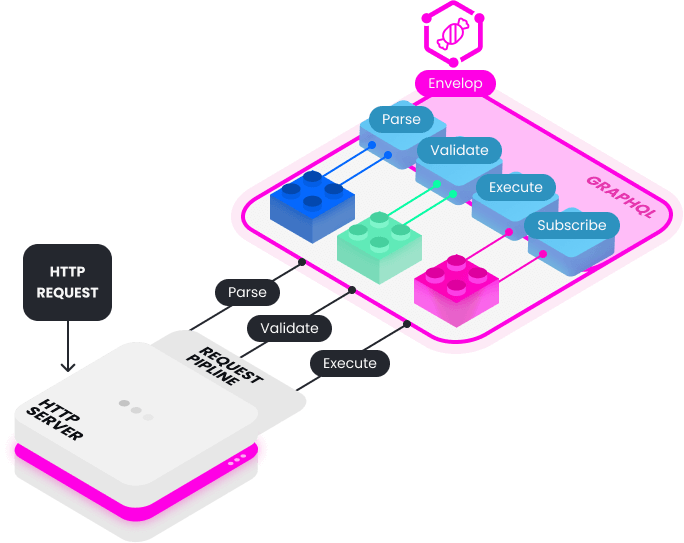 Envelop
Parse
Validate
Execute
GRAPHQL
Subscribe
HTTP
REQUEST
Parse
Validate
Execute
REQUEST
PIPLINE
HTTP
SERVER